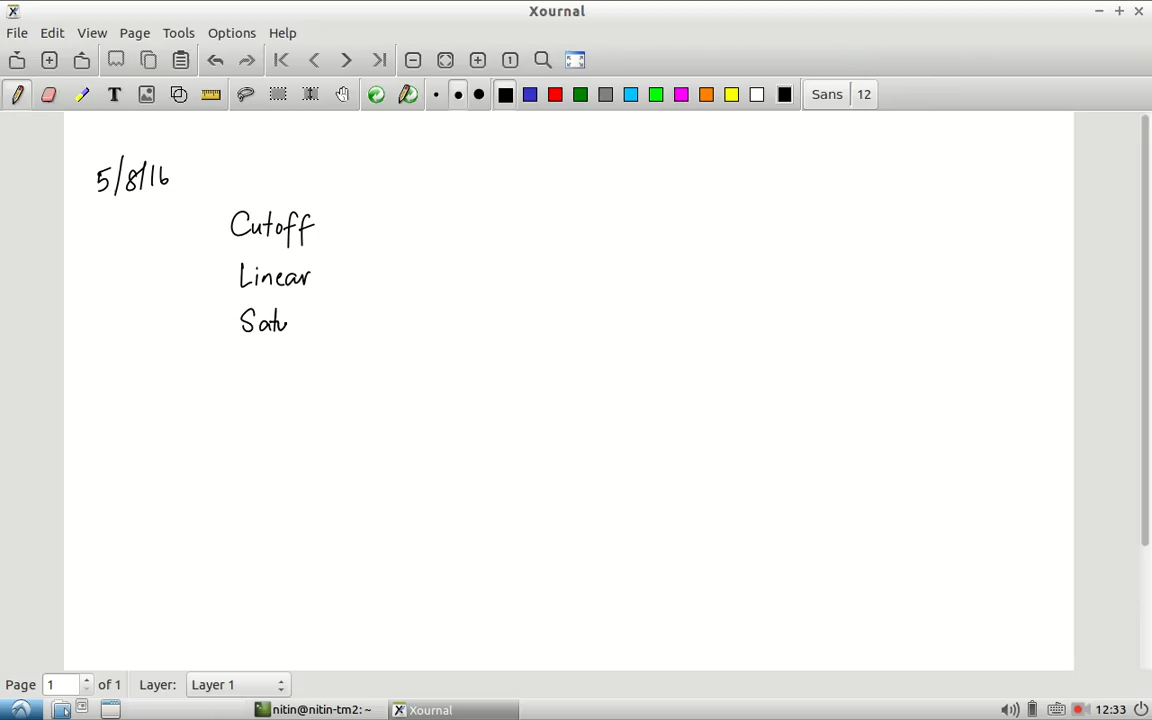 Xournal
File Edit View Page Tools Options Help
Sans 12
5/8/16
Cutoff
Linear
Satu
Page 1 of 1 Layer: Layer 1
nitin@nitin-tm2: ~ Xournal 12:33